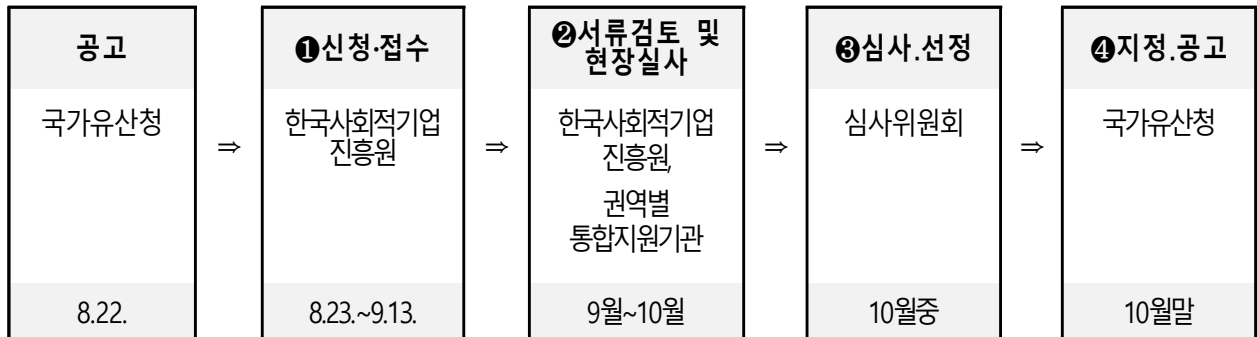 공고
국가유산청
8.22.
⇒
❶신청·접수
한국사회적기업
진흥원
8.23.~9.13.
⇒
❷서류검토 및
현장실사
한국사회적기업
진흥원,
권역별
통합지원기관
9월~10월
⇒
❸심사.선정
심사위원회
10월중
⇒
❹지정.공고
국가유산청
10월말